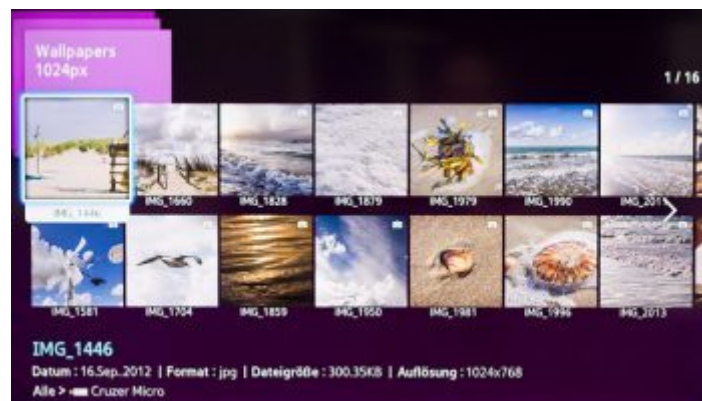 Wallpapers
1024px
1 / 16
IMG_1446
IMG_1660
IMG_1828
IMG_1879
IMG_1979
IMG_1990
IMG_201
IMG_1581
IMG_1704
IMG_1859
IMG_1950
IMG_1981
IMG_1996
IMG_2013
IMG_1446
Datum : 16.Sep..2012 | Format : jpg | Dateigröße : 300.35KB | Auflösung : 1024x768
Alle > Cruzer Micro